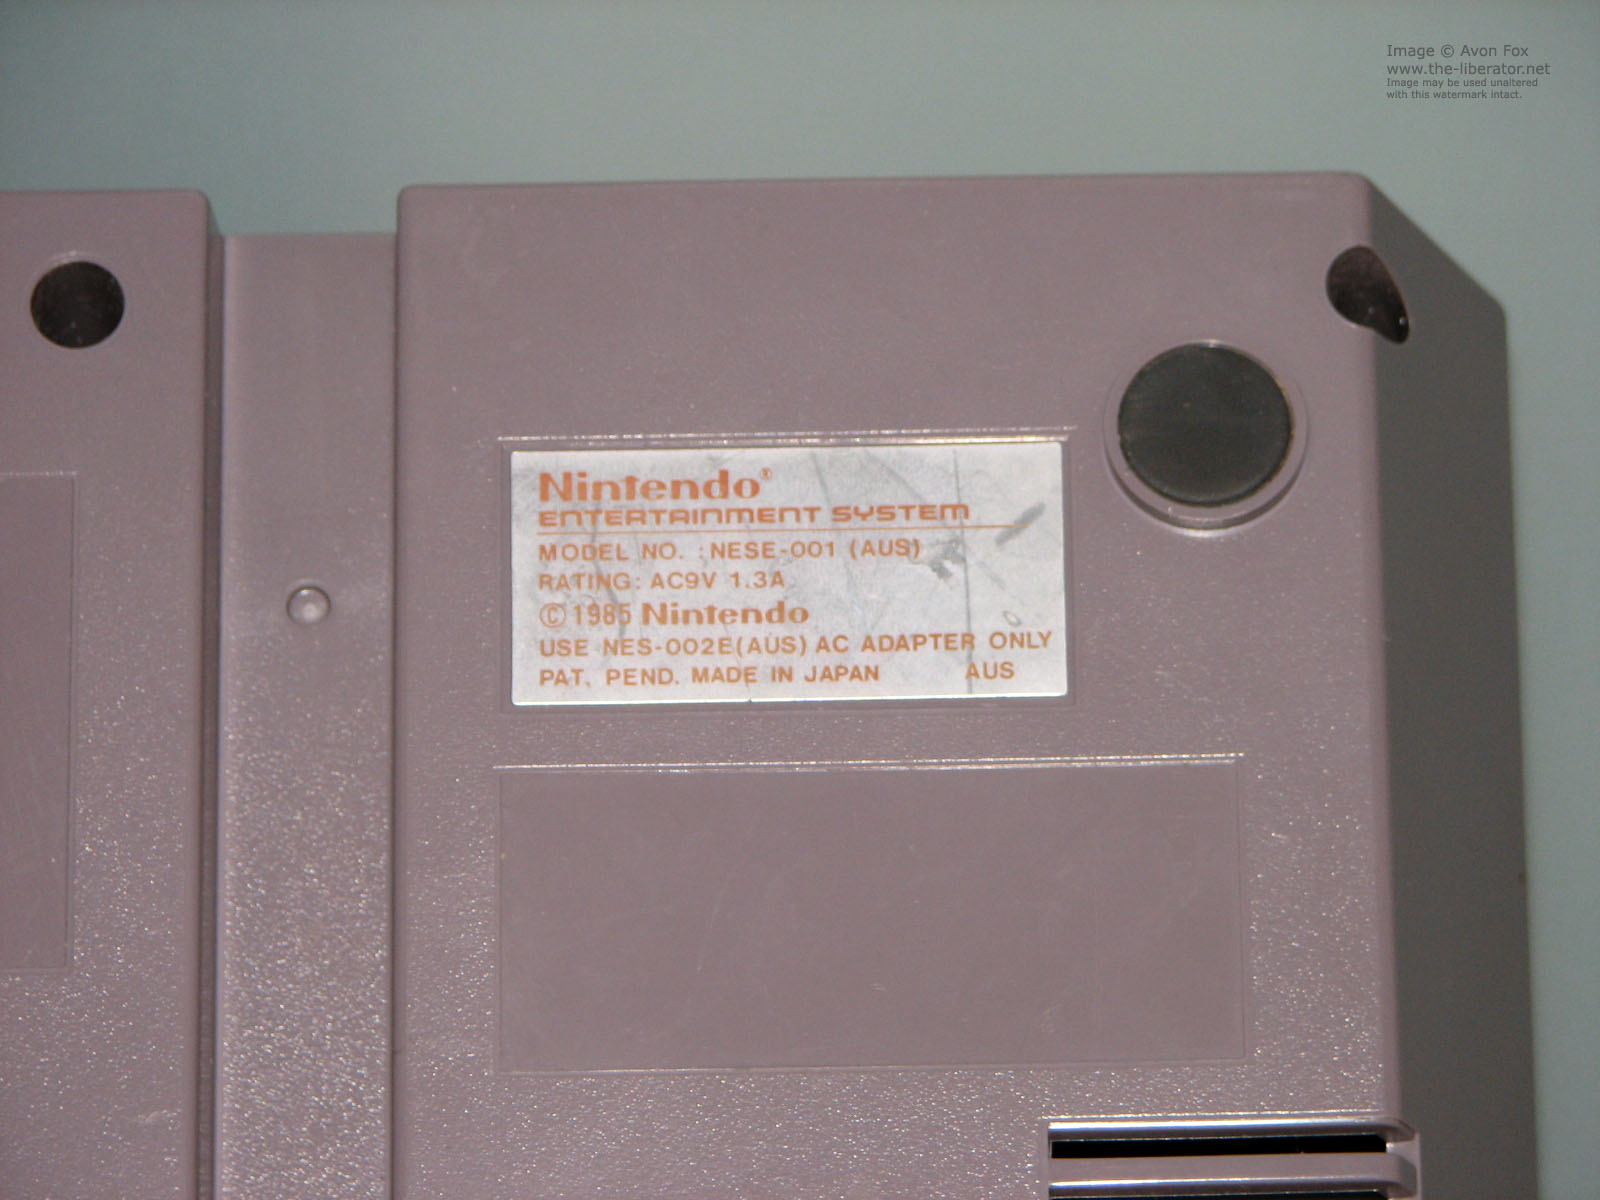 Image © Avon Fox
www.the-liberator.net
Image may be used unaltered
with this watermark intact.
Nintendo®
ENTERTAINMENT SYSTEM
MODEL NO. : NESE-001 (AUS)
RATING: AC9V 1.3A
© 1985 Nintendo
USE NES-002E(AUS) AC ADAPTER ONLY
PAT. PEND. MADE IN JAPAN AUS